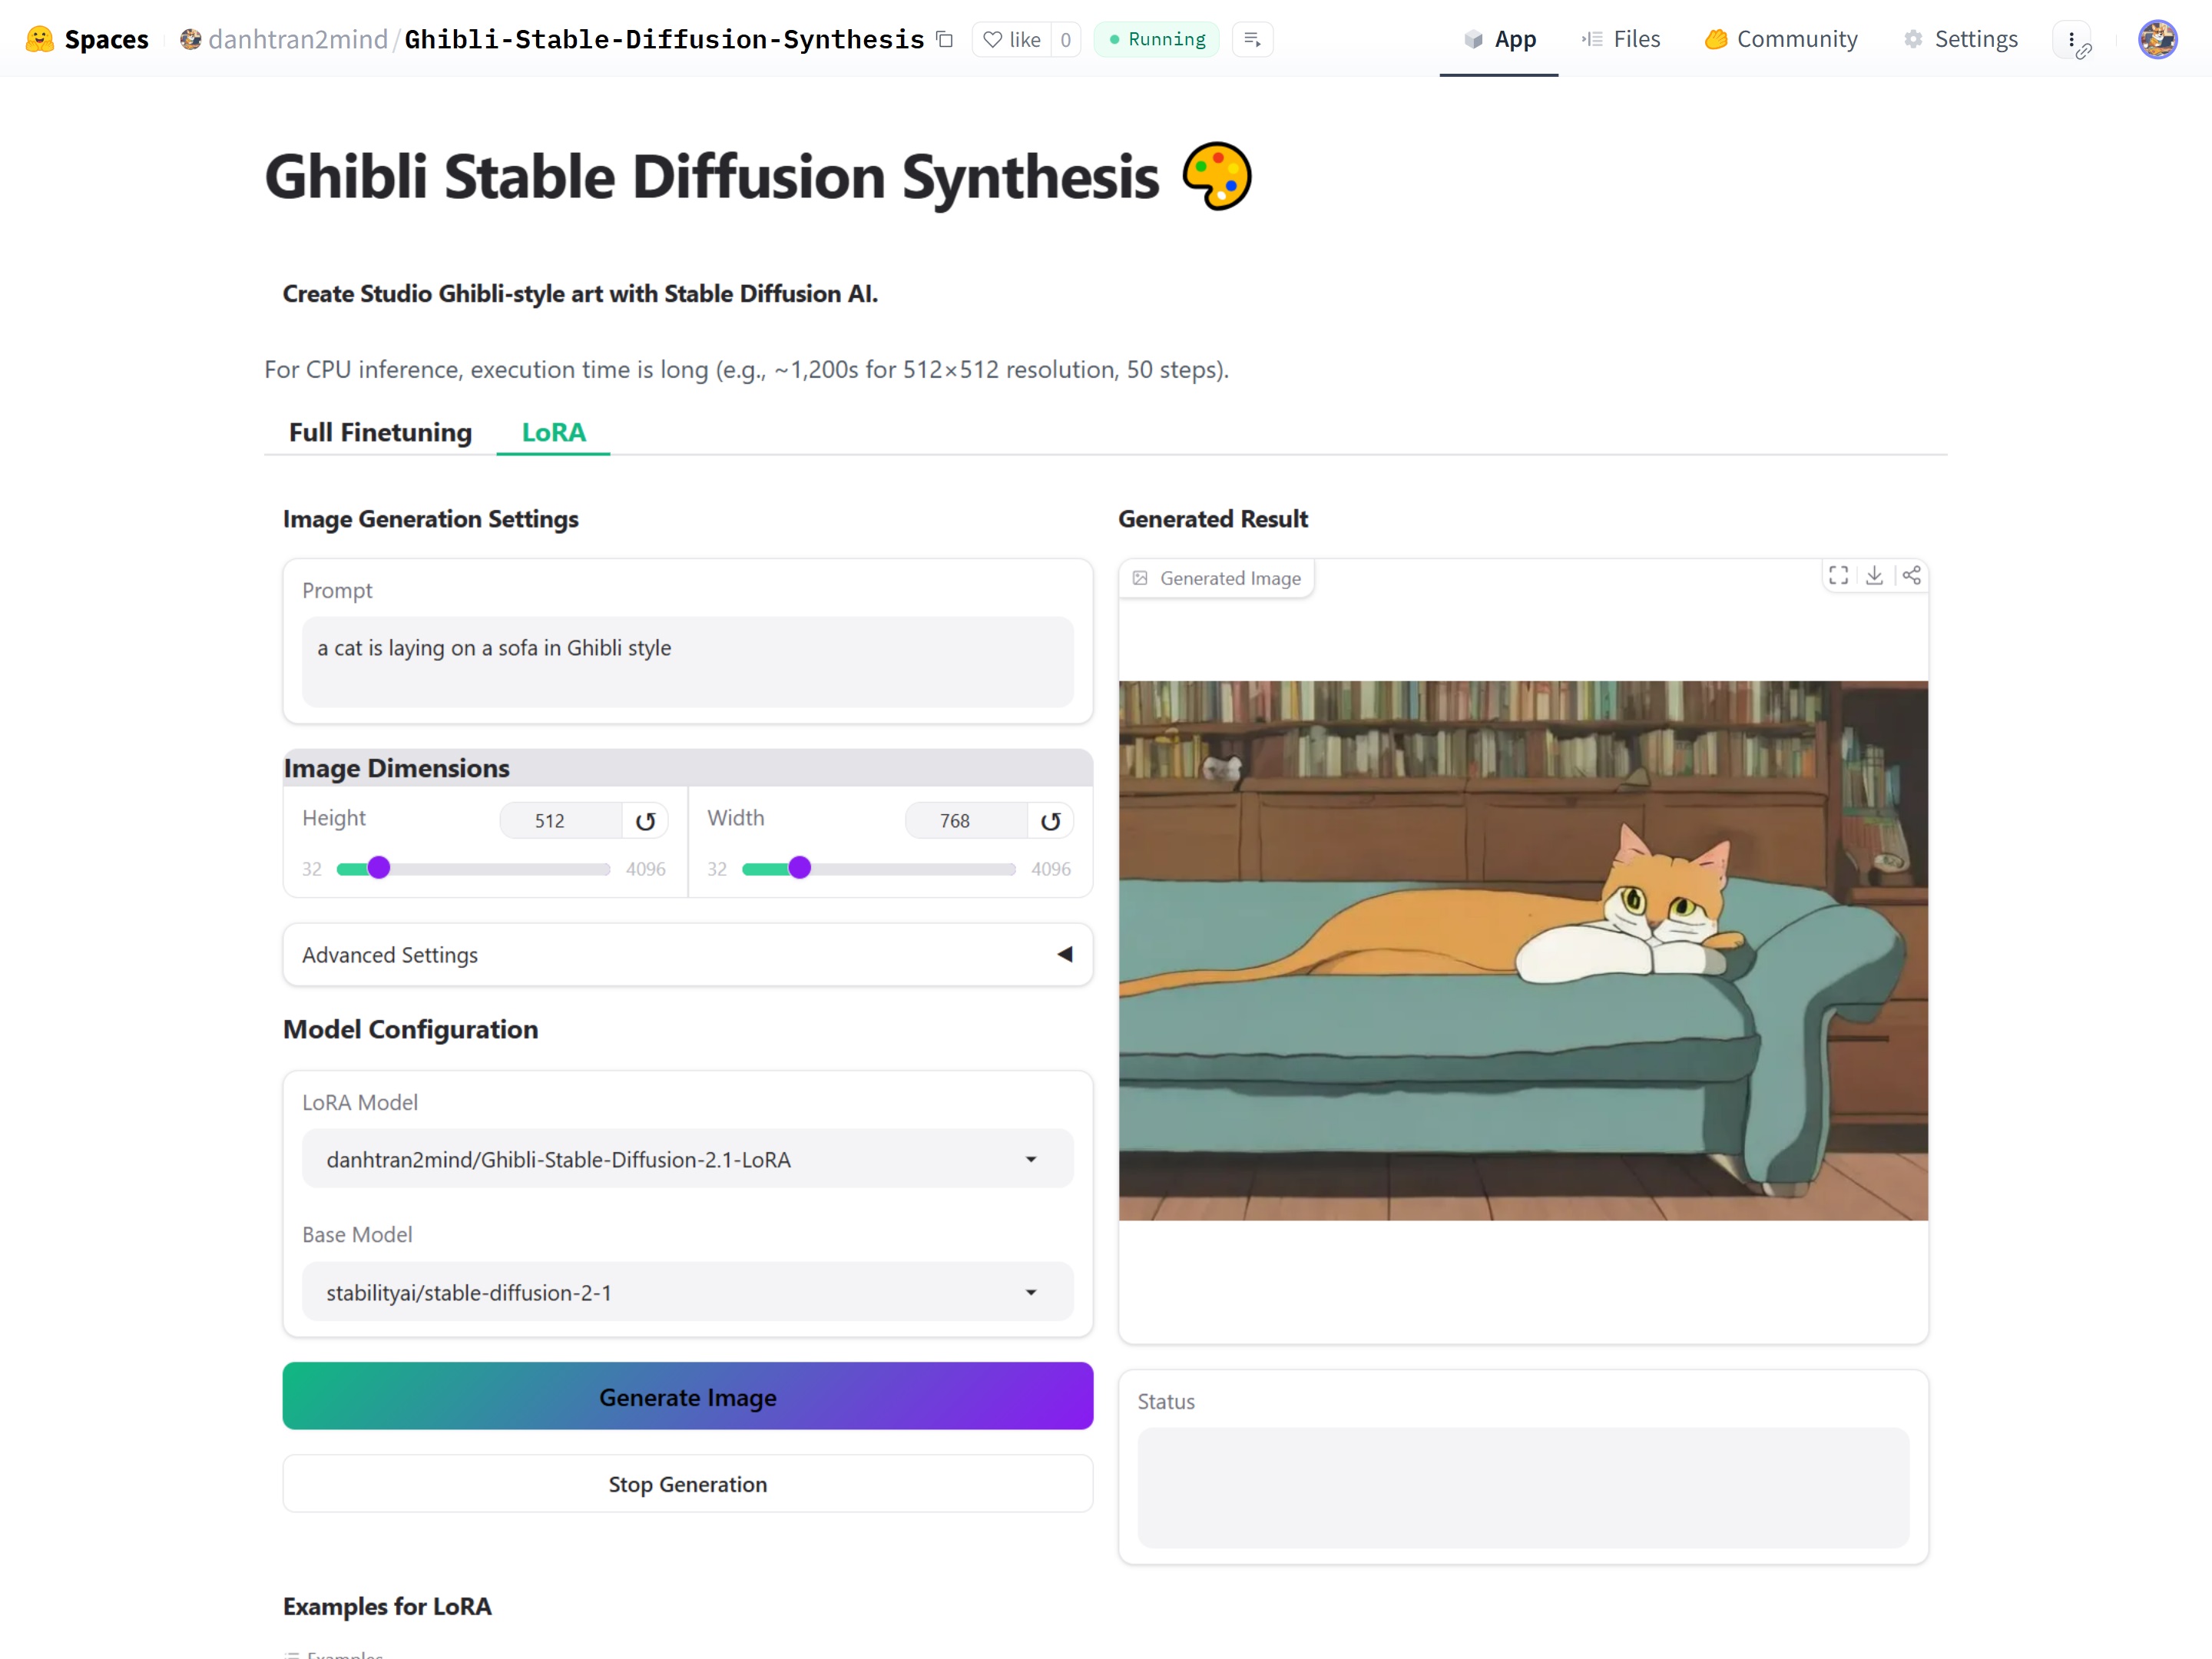 Spaces danhtran2mind/Ghibli-Stable-Diffusion-Synthesis like 0 Running App Files Community Settings
Ghibli Stable Diffusion Synthesis
Create Studio Ghibli-style art with Stable Diffusion AI.
For CPU inference, execution time is long (e.g., ~1,200s for 512×512 resolution, 50 steps).
Full Finetuning LoRA
Image Generation Settings
Prompt
a cat is laying on a sofa in Ghibli style
Image Dimensions
Height 512 Width 768
32 4096 32 4096
Advanced Settings
Model Configuration
LoRA Model
danhtran2mind/Ghibli-Stable-Diffusion-2.1-LoRA
Base Model
stabilityai/stable-diffusion-2-1
Generate Image
Stop Generation
Generated Result
Generated Image
Status
Examples for LoRA
Examples